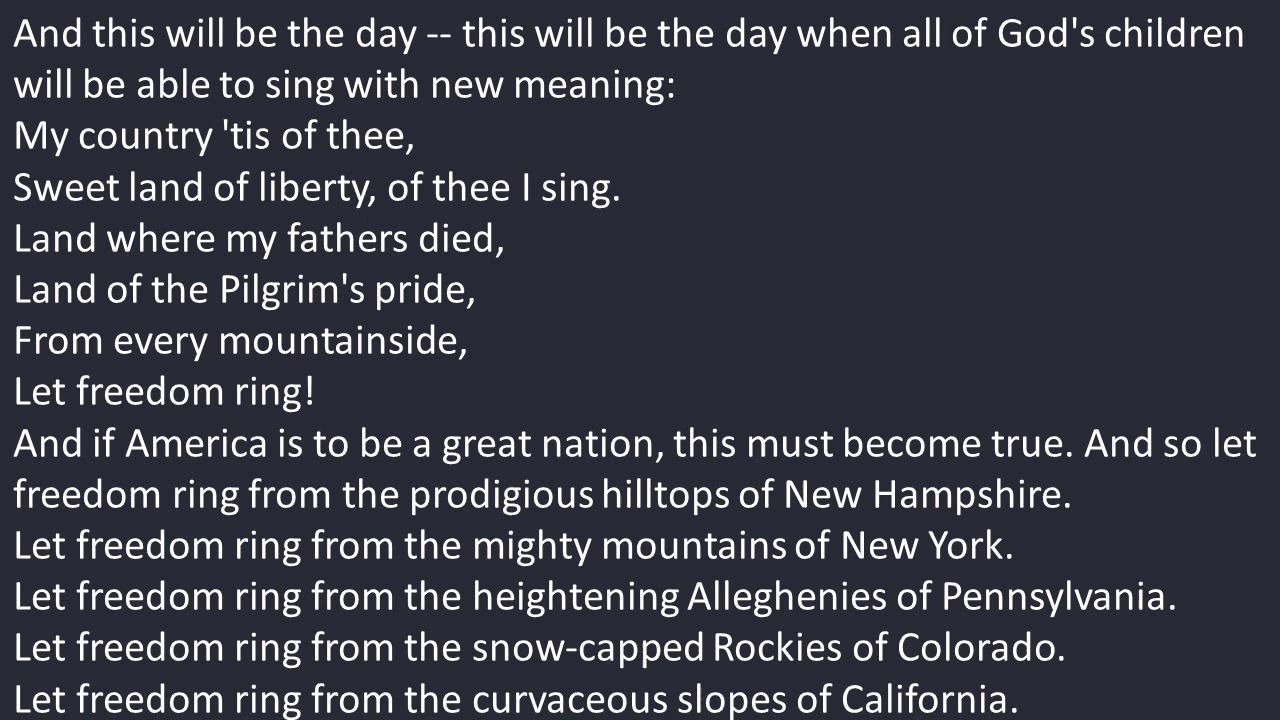 And this will be the day -- this will be the day when all of God's children
will be able to sing with new meaning:
My country 'tis of thee,
Sweet land of liberty, of thee I sing.
Land where my fathers died,
Land of the Pilgrim's pride,
From every mountainside,
Let freedom ring!
And if America is to be a great nation, this must become true. And so let
freedom ring from the prodigious hilltops of New Hampshire.
Let freedom ring from the mighty mountains of New York.
Let freedom ring from the heightening Alleghenies of Pennsylvania.
Let freedom ring from the snow-capped Rockies of Colorado.
Let freedom ring from the curvaceous slopes of California.